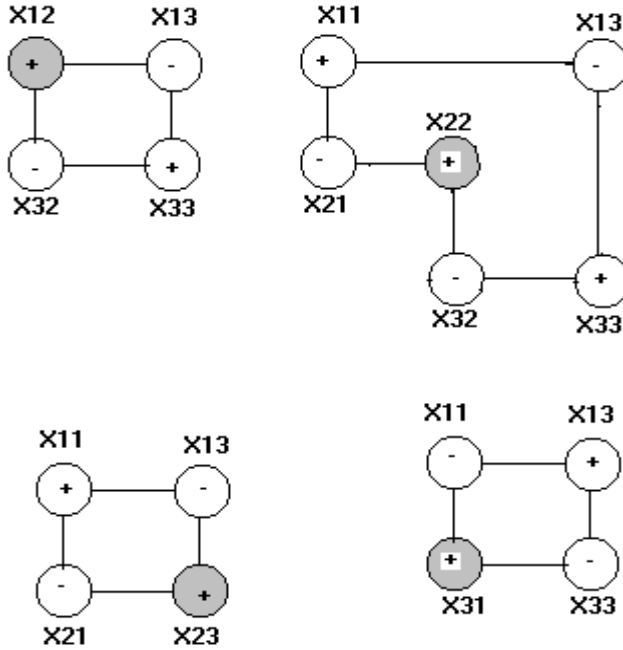 X12 X13 X11 X13
+ - + -
X22
- + - +
X32 X33 X21
- +
X32 X33
X11 X13 X11 X13
+ - - +
- + + -
X21 X23 X31 X33